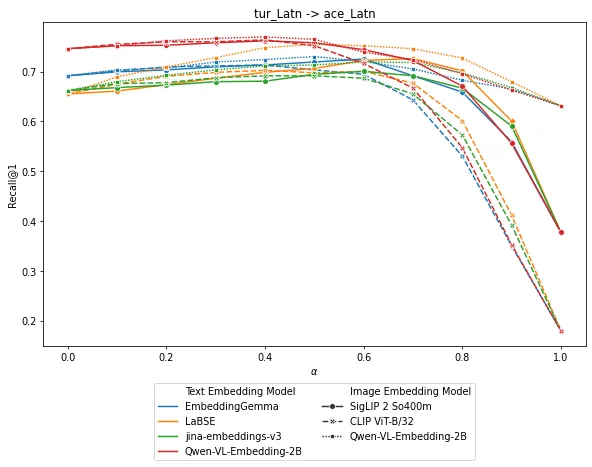 tur_Latn -> ace_Latn
Recall@1
0.7
0.6
0.5
0.4
0.3
0.2
0.0 0.2 0.4 0.6 0.8 1.0
α
Text Embedding Model Image Embedding Model
EmbeddingGemma SigLIP 2 So400m
LaBSE CLIP ViT-B/32
jina-embeddings-v3 Qwen-VL-Embedding-2B
Qwen-VL-Embedding-2B